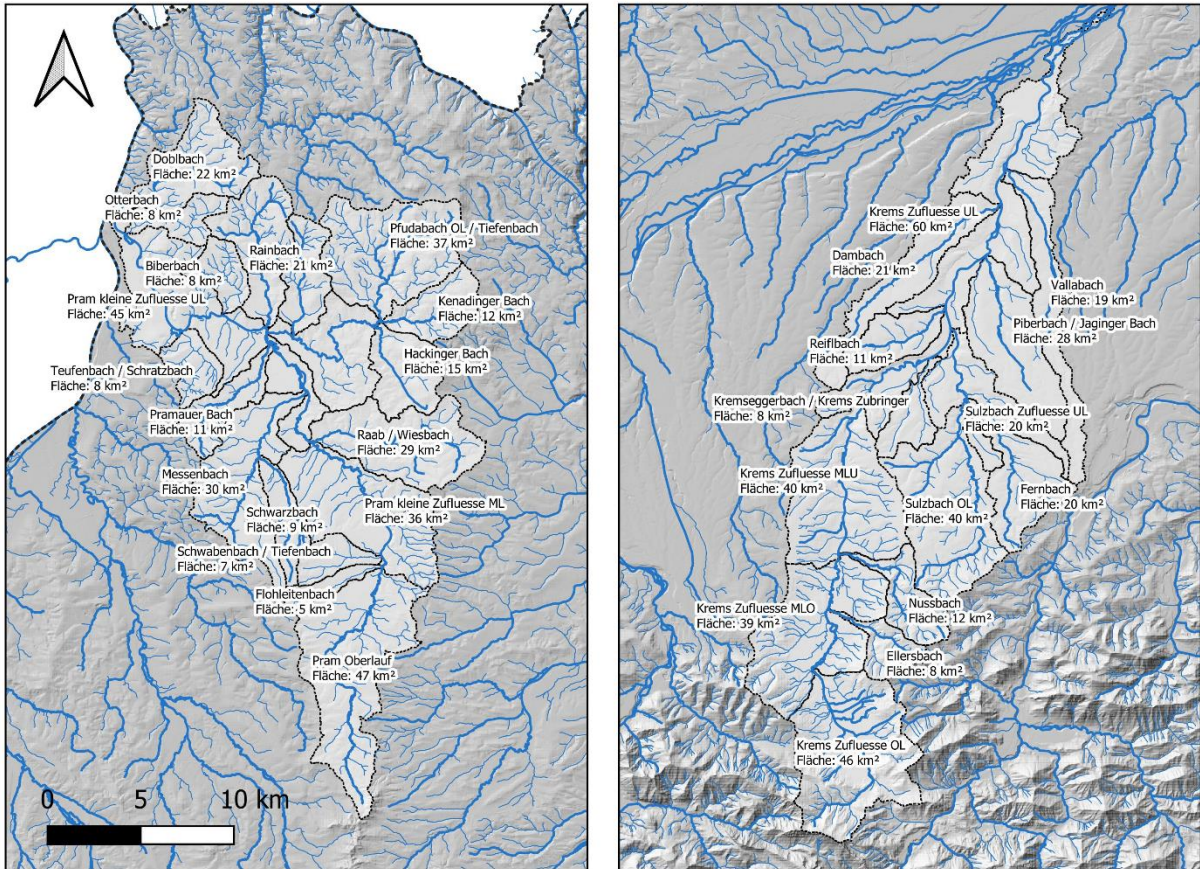 Doblbach
Fläche: 22 km²
Otterbach
Fläche: 8 km²
Rainbach
Fläche: 21 km²
Pfudabach OL / Tiefenbach
Fläche: 37 km²
Biberbach
Fläche: 8 km²
Pram kleine Zuflüsse UL
Fläche: 45 km²
Kenadinger Bach
Fläche: 12 km²
Hackinger Bach
Fläche: 15 km²
Teufenbach / Schratzbach
Fläche: 8 km²
Pramauer Bach
Fläche: 11 km²
Raab / Wiesbach
Fläche: 29 km²
Messenbach
Fläche: 30 km²
Pram kleine Zuflüsse ML
Fläche: 36 km²
Schwarzbach
Fläche: 9 km²
Schwabenbach / Tiefenbach
Fläche: 7 km²
Flohleitenbach
Fläche: 5 km²
Pram Oberlauf
Fläche: 47 km²
0 5 10 km
Krems Zuflüsse UL
Fläche: 60 km²
Dambach
Fläche: 21 km²
Vallabach
Fläche: 19 km²
Piberbach / Jaginger Bach
Fläche: 28 km²
Reiflbach
Fläche: 11 km²
Kremseggerbach / Krems Zubringer
Fläche: 8 km²
Sulzbach Zuflüsse UL
Fläche: 20 km²
Krems Zuflüsse MLU
Fläche: 40 km²
Sulzbach OL
Fläche: 40 km²
Fernbach
Fläche: 20 km²
Krems Zuflüsse MLO
Fläche: 39 km²
Nussbach
Fläche: 12 km²
Ellersbach
Fläche: 8 km²
Krems Zuflüsse OL
Fläche: 46 km²